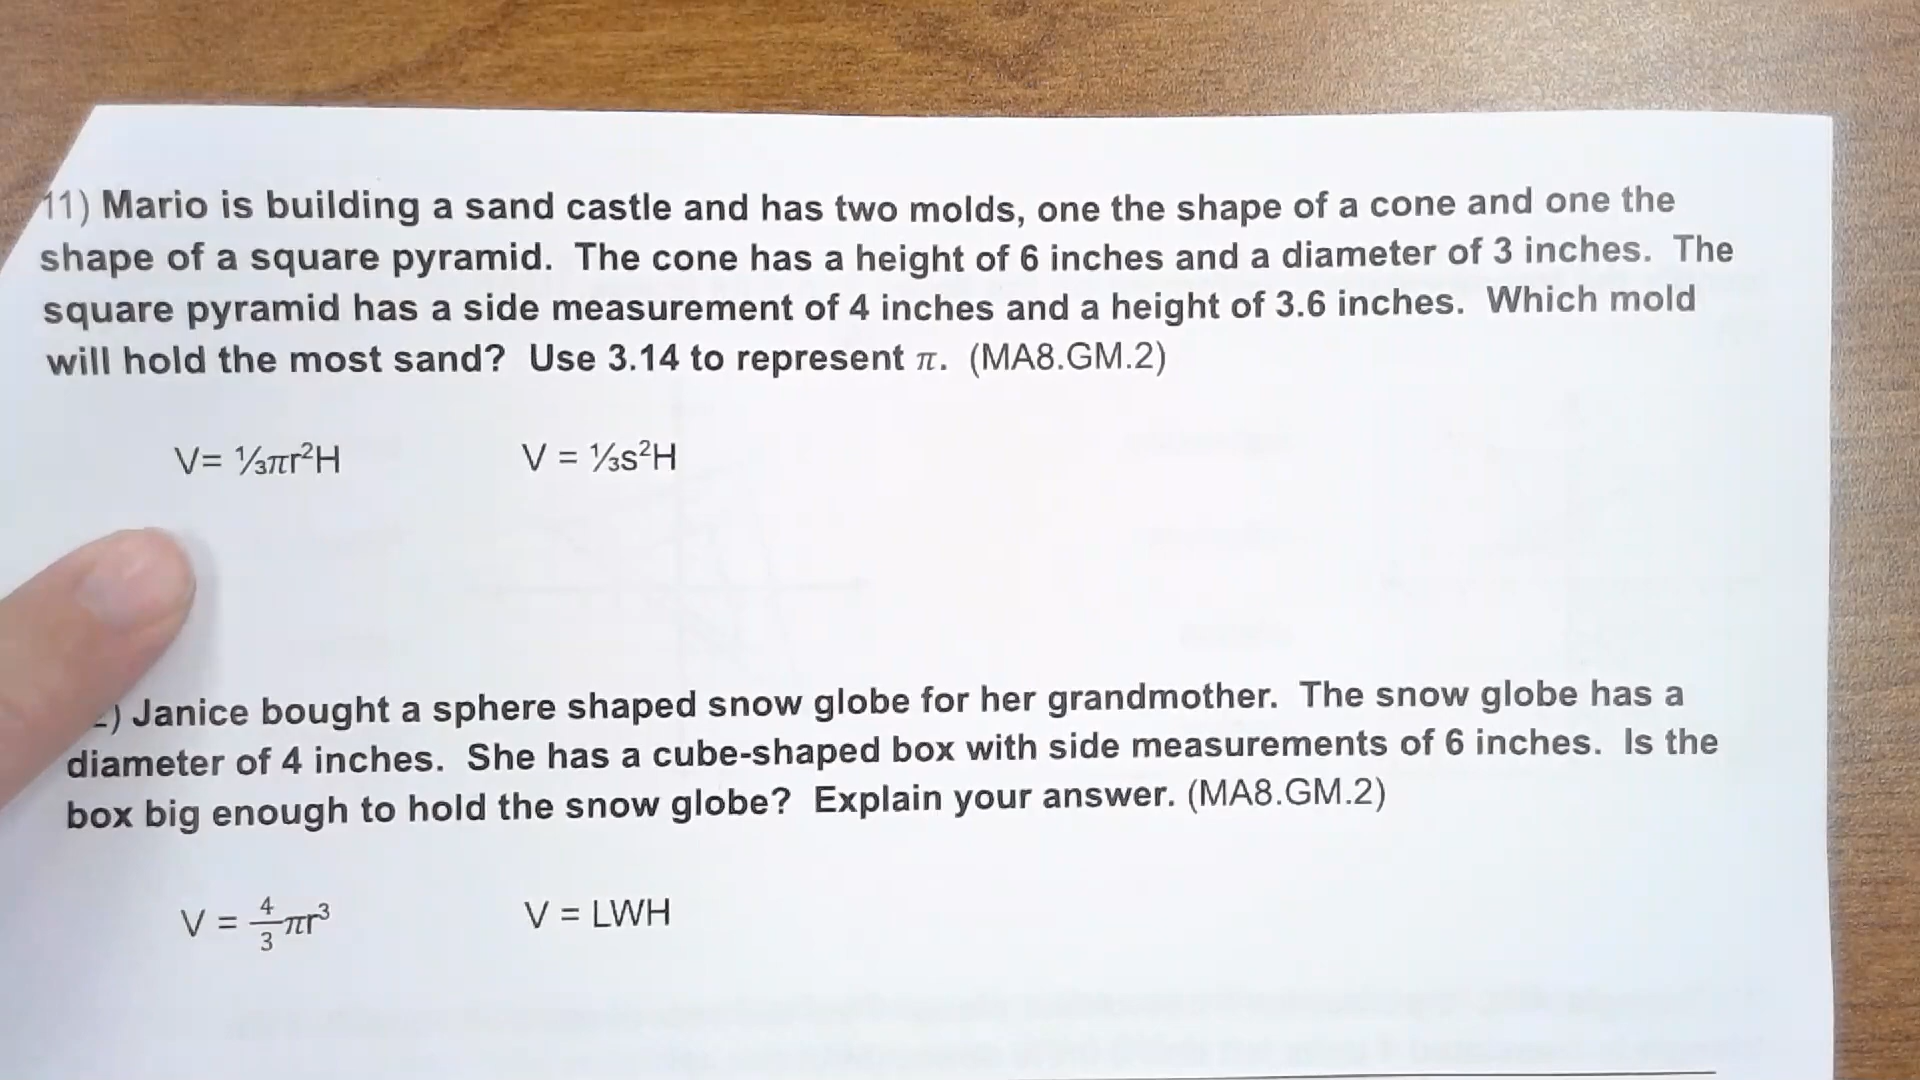 11) Mario is building a sand castle and has two molds, one the shape of a cone and one the
shape of a square pyramid. The cone has a height of 6 inches and a diameter of 3 inches. The
square pyramid has a side measurement of 4 inches and a height of 3.6 inches. Which mold
will hold the most sand? Use 3.14 to represent π. (MA8.GM.2)
V= ⅓πr²H V = ⅓s²H
) Janice bought a sphere shaped snow globe for her grandmother. The snow globe has a
diameter of 4 inches. She has a cube-shaped box with side measurements of 6 inches. Is the
box big enough to hold the snow globe? Explain your answer. (MA8.GM.2)
V = 4/3 πr³ V = LWH